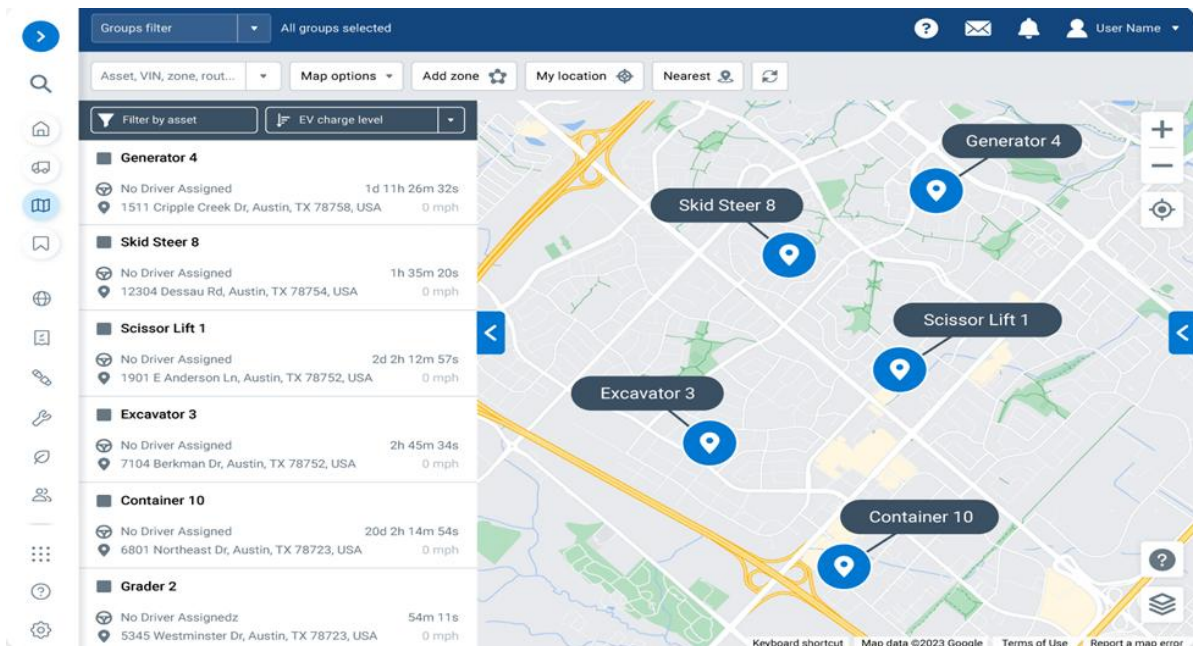 Groups filter
All groups selected
User Name
Asset, VIN, zone, rout...
Map options
Add zone
My location
Nearest
Filter by asset
EV charge level
Generator 4
No Driver Assigned 1d 11h 26m 32s
1511 Cripple Creek Dr, Austin, TX 78758, USA 0 mph
Skid Steer 8
No Driver Assigned 1h 35m 20s
12304 Dessau Rd, Austin, TX 78754, USA 0 mph
Scissor Lift 1
No Driver Assigned 2d 2h 12m 57s
1901 E Anderson Ln, Austin, TX 78752, USA 0 mph
Excavator 3
No Driver Assigned 2h 45m 34s
7104 Berkman Dr, Austin, TX 78752, USA 0 mph
Container 10
No Driver Assigned 20d 2h 14m 54s
6801 Northeast Dr, Austin, TX 78723, USA 0 mph
Grader 2
No Driver Assignedz 54m 11s
5345 Westminster Dr, Austin, TX 78723, USA 0 mph
Generator 4
Skid Steer 8
Scissor Lift 1
Excavator 3
Container 10
Keyboard shortcut Map data ©2023 Google Terms of Use Report a map error